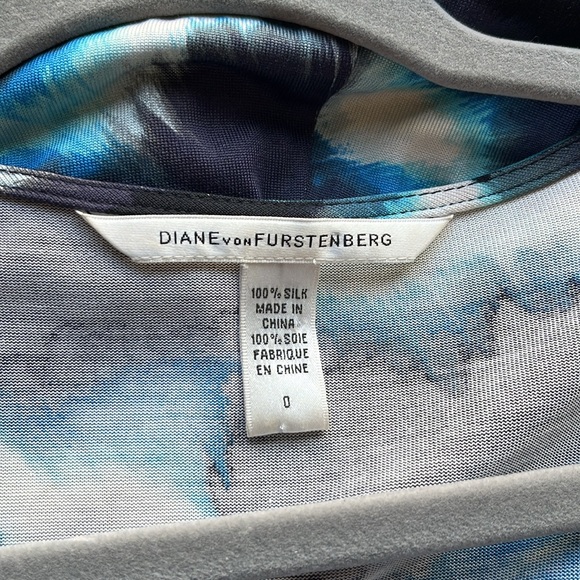 DIANE VON FURSTENBERG
100% SILK
MADE IN
CHINA
100% SOIE
FABRIQUE
EN CHINE
0